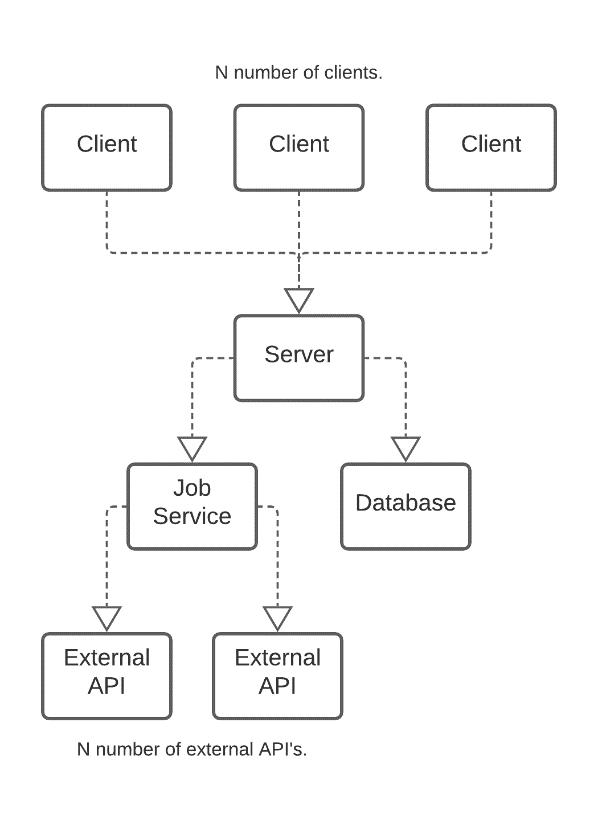 N number of clients.
Client
Client
Client
Server
Job
Service
Database
External
API
External
API
N number of external API's.